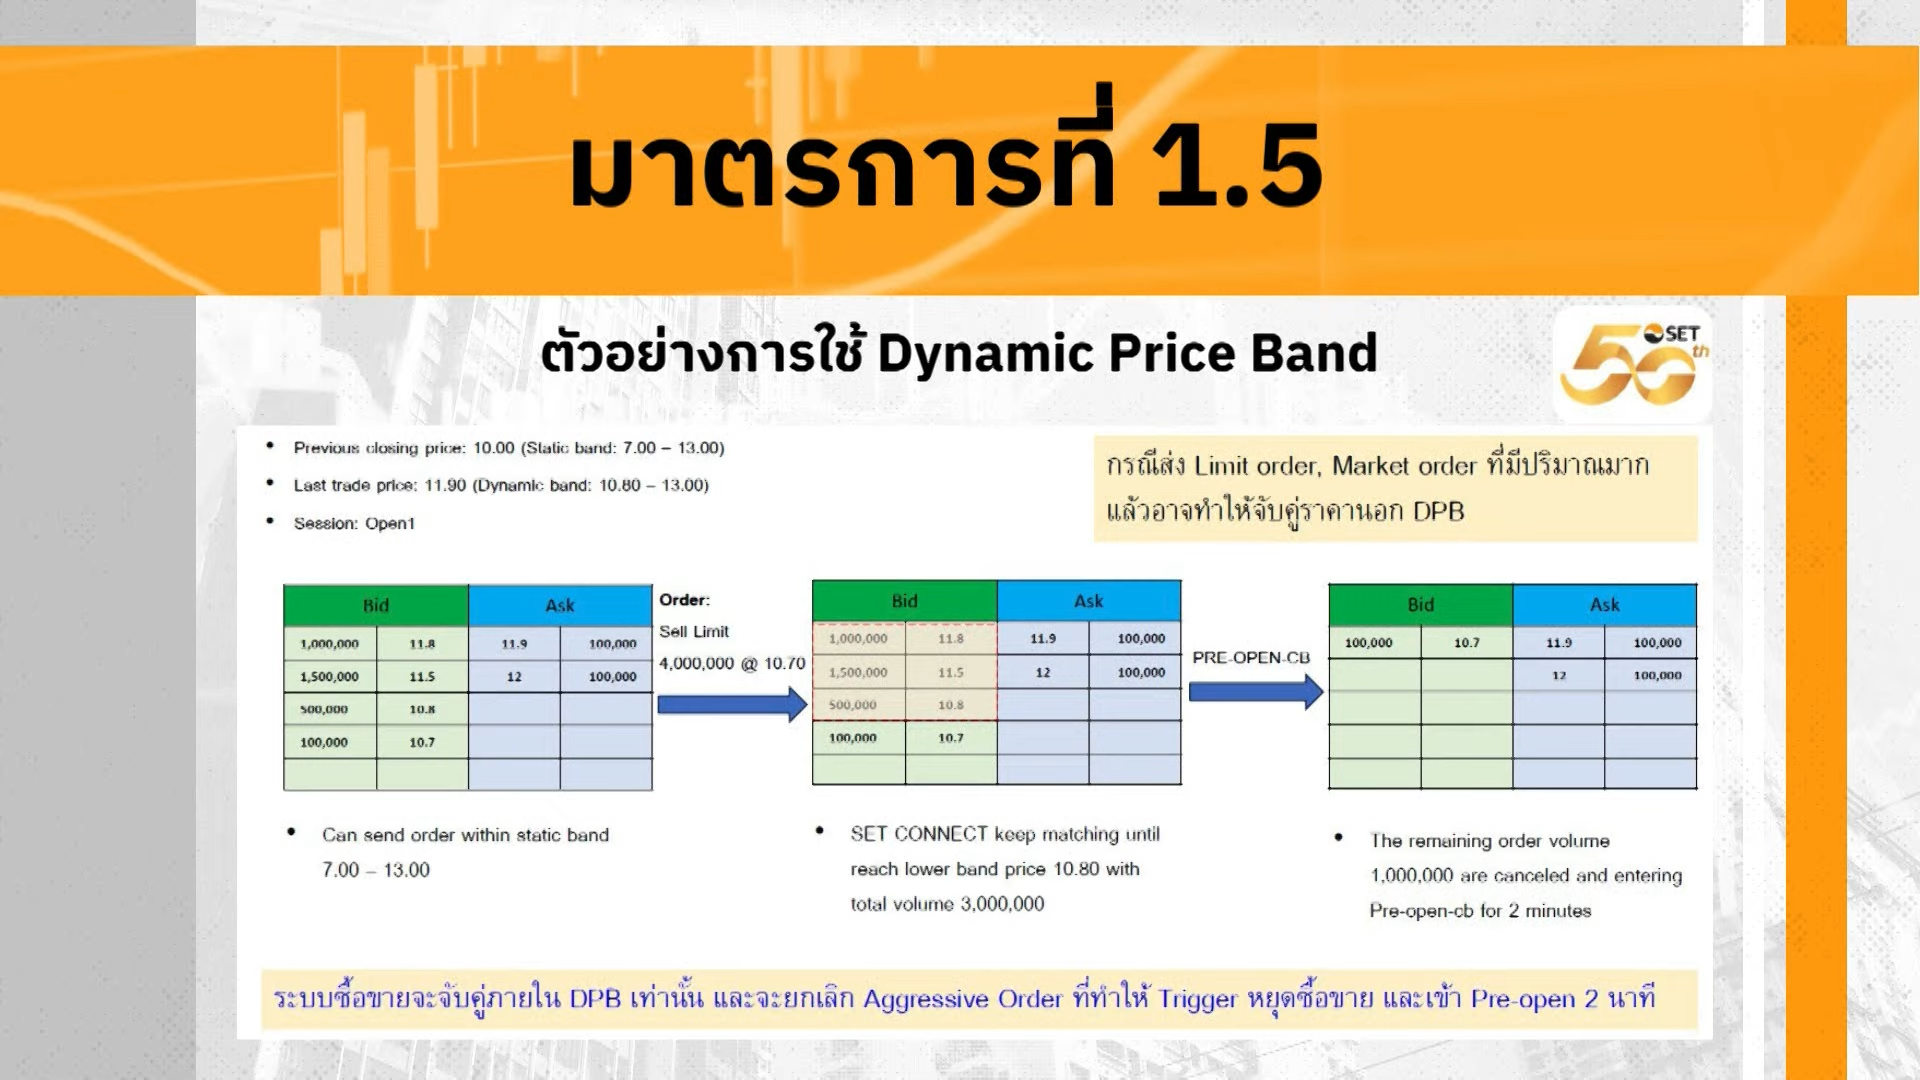 มาตรการที่ 1.5
ตัวอย่างการใช้ Dynamic Price Band
SET
50th
• Previous closing price: 10.00 (Static band: 7.00 – 13.00)
• Last trade price: 11.90 (Dynamic band: 10.80 – 13.00)
• Session: Open1
กรณีส่ง Limit order, Market order ที่มีปริมาณมาก
แล้วอาจทำให้จับคู่ราคานอก DPB
Bid Ask
1,000,000 11.8 11.9 100,000
1,500,000 11.5 12 100,000
500,000 10.8
100,000 10.7
Order:
Sell Limit
4,000,000 @ 10.70
Bid Ask
1,000,000 11.8 11.9 100,000
1,500,000 11.5 12 100,000
500,000 10.8
100,000 10.7
PRE-OPEN-CB
Bid Ask
100,000 10.7 11.9 100,000
12 100,000
• Can send order within static band
7.00 – 13.00
• SET CONNECT keep matching until
reach lower band price 10.80 with
total volume 3,000,000
• The remaining order volume
1,000,000 are canceled and entering
Pre-open-cb for 2 minutes
ระบบซื้อขายจะจับคู่ภายใน DPB เท่านั้น และจะยกเลิก Aggressive Order ที่ทำให้ Trigger หยุดซื้อขาย และเข้า Pre-open 2 นาที